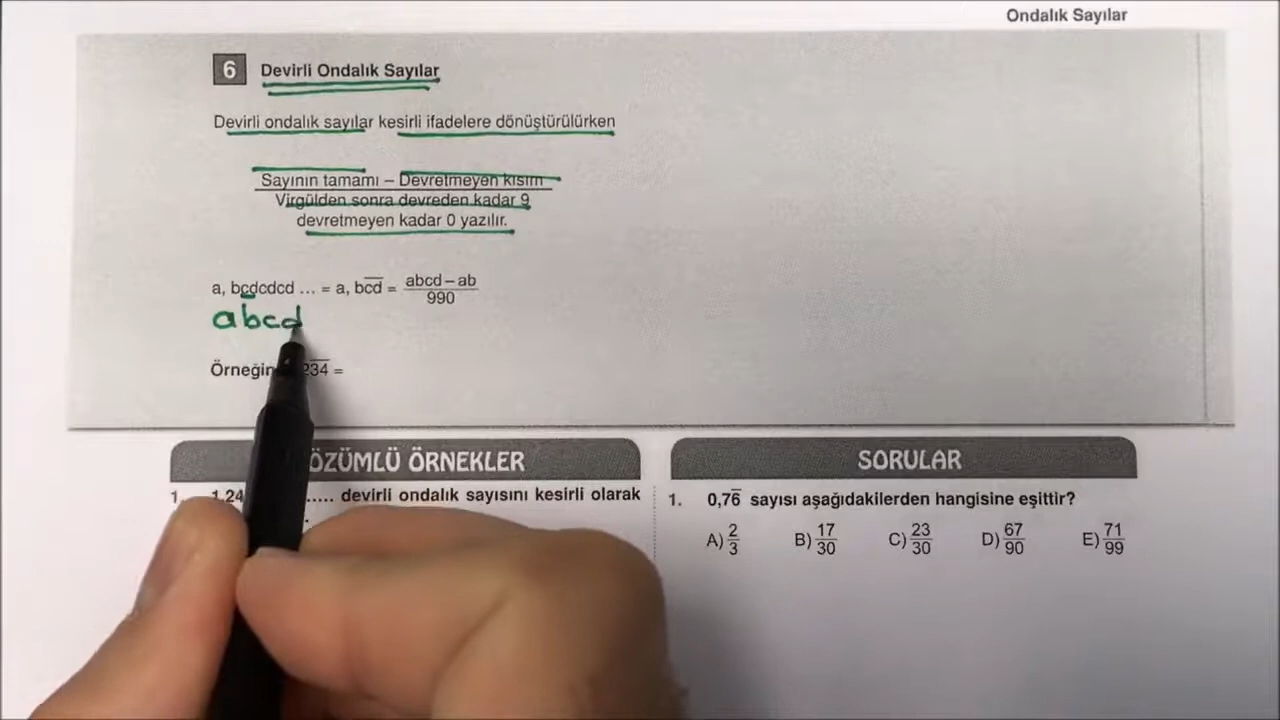 Ondalık Sayılar
6 Devirli Ondalık Sayılar
Devirli ondalık sayılar kesirli ifadelere dönüştürülürken
Sayının tamamı – Devretmeyen kısım
Virgülden sonra devreden kadar 9
devretmeyen kadar 0 yazılır.
a, bcdcdcd ... = a, bc̅d̅ = abcd – ab / 990
abcd
Örneğin 23̅4̅ =
ÖZÜMLÜ ÖRNEKLER
1. 1,24 ..... devirli ondalık sayısını kesirli olarak
SORULAR
1. 0,76̅ sayısı aşağıdakilerden hangisine eşittir?
A) 2/3 B) 17/30 C) 23/30 D) 67/90 E) 71/99